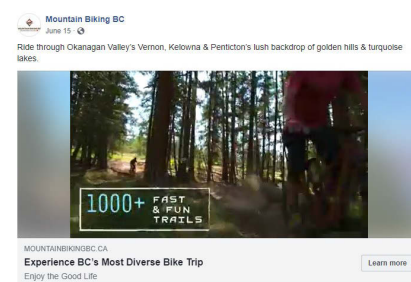 Mountain Biking BC
June 15 ·
Ride through Okanagan Valley's Vernon, Kelowna & Penticton's lush backdrop of golden hills & turquoise
lakes.
1000+ FAST
& FUN
TRAILS
MOUNTAINBIKINGBC.CA
Experience BC's Most Diverse Bike Trip
Learn more
Enjoy the Good Life